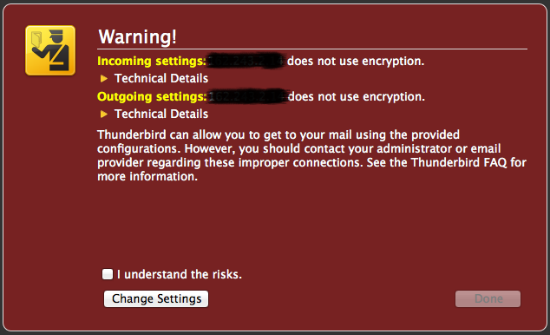 Warning!
Incoming settings: does not use encryption.
Technical Details
Outgoing settings: does not use encryption.
Technical Details
Thunderbird can allow you to get to your mail using the provided
configurations. However, you should contact your administrator or email
provider regarding these improper connections. See the Thunderbird FAQ for
more information.
I understand the risks.
Change Settings
Done